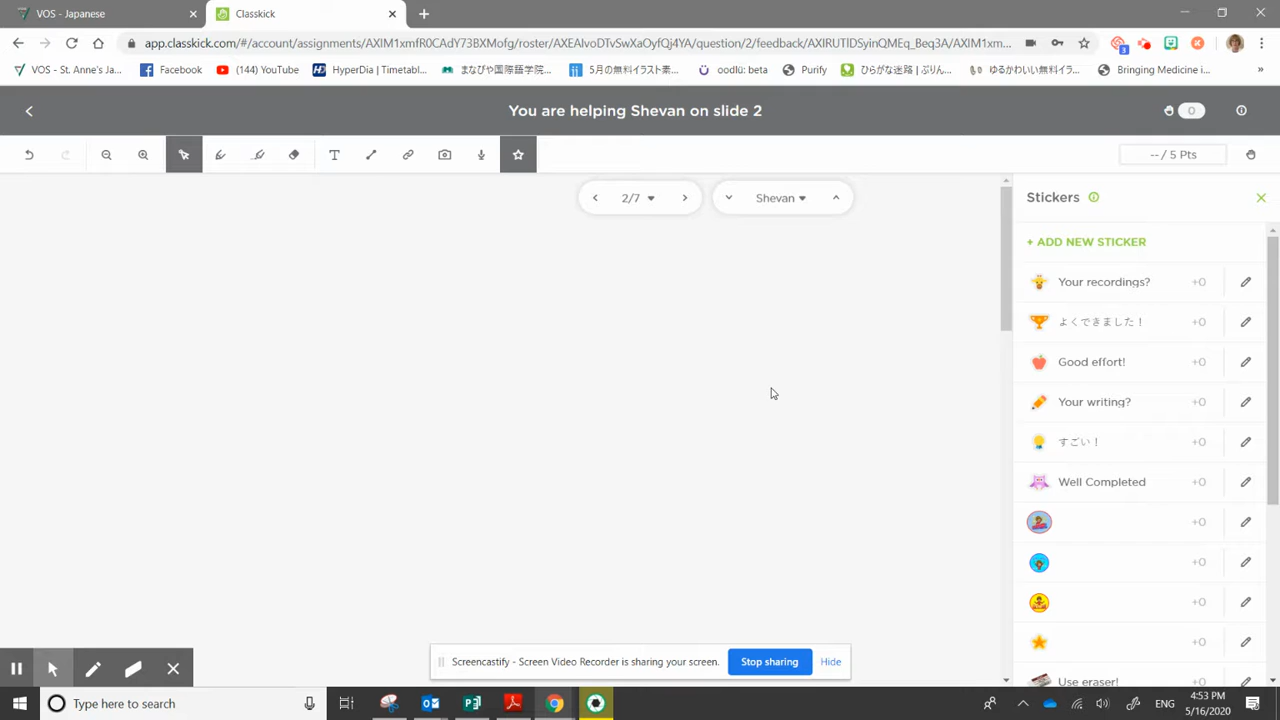 VOS - Japanese
Classkick
app.classkick.com/#/account/assignments/AXIM1xmfR0CAdY73BXMofg/roster/AXEAIvoDTvSwXaOyfQj4YA/question/2/feedback/AXIRUTlDSyinQMEq_Beq3A/AXIM1xm...
3
VOS - St. Anne's Ja...
Facebook
(144) YouTube
HyperDia | Timetabl...
まなびや国際語学院...
5月の無料イラスト素...
oodlü: beta
Purify
ひらがな迷路 | ぷりん...
ゆるかわいい無料イラ...
Bringing Medicine i...
»
You are helping Shevan on slide 2
0
T
-- / 5 Pts
2/7
Shevan
Stickers
+ ADD NEW STICKER
Your recordings? +0
よくできました！ +0
Good effort! +0
Your writing? +0
すごい！ +0
Well Completed +0
+0
+0
+0
+0
Use eraser! +0
Screencastify - Screen Video Recorder is sharing your screen.
Stop sharing
Hide
Type here to search
ENG
4:53 PM
5/16/2020